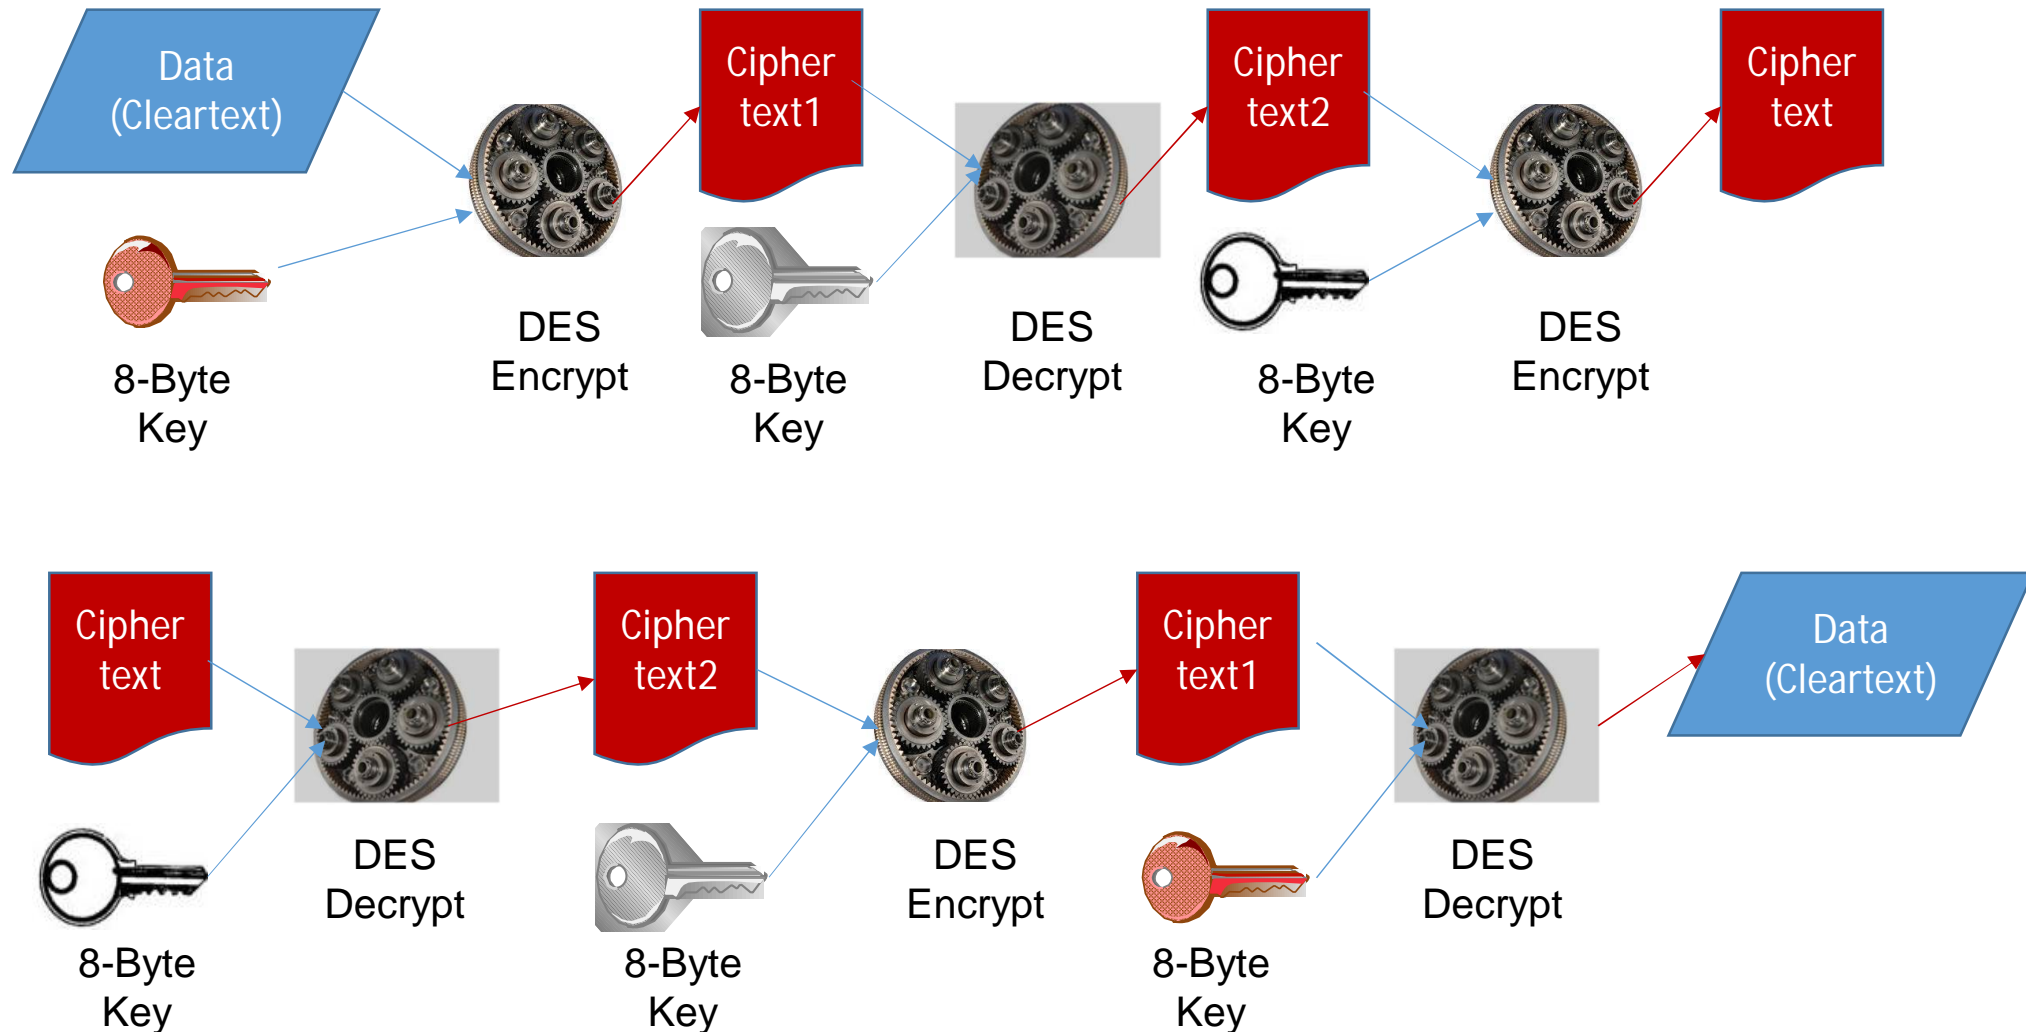 Data
(Cleartext)
Cipher
text1
Cipher
text2
Cipher
text
8-Byte
Key
DES
Encrypt
8-Byte
Key
DES
Decrypt
8-Byte
Key
DES
Encrypt
Cipher
text
Cipher
text2
Cipher
text1
Data
(Cleartext)
8-Byte
Key
DES
Decrypt
8-Byte
Key
DES
Encrypt
8-Byte
Key
DES
Decrypt